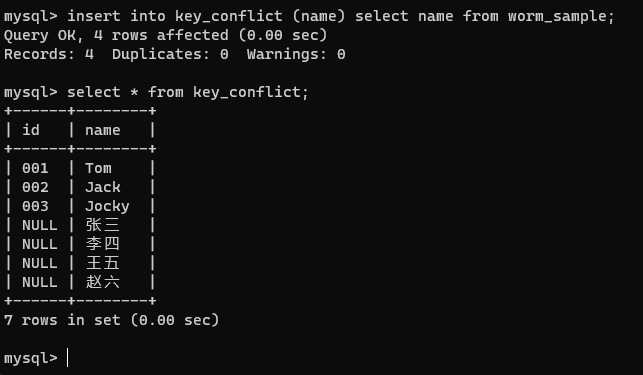 mysql> insert into key_conflict (name) select name from worm_sample;
Query OK, 4 rows affected (0.00 sec)
Records: 4  Duplicates: 0  Warnings: 0
mysql> select * from key_conflict;
+------+--------+
| id   | name   |
+------+--------+
| 001  | Tom    |
| 002  | Jack   |
| 003  | Jocky  |
| NULL | 张三   |
| NULL | 李四   |
| NULL | 王五   |
| NULL | 赵六   |
+------+--------+
7 rows in set (0.00 sec)
mysql>